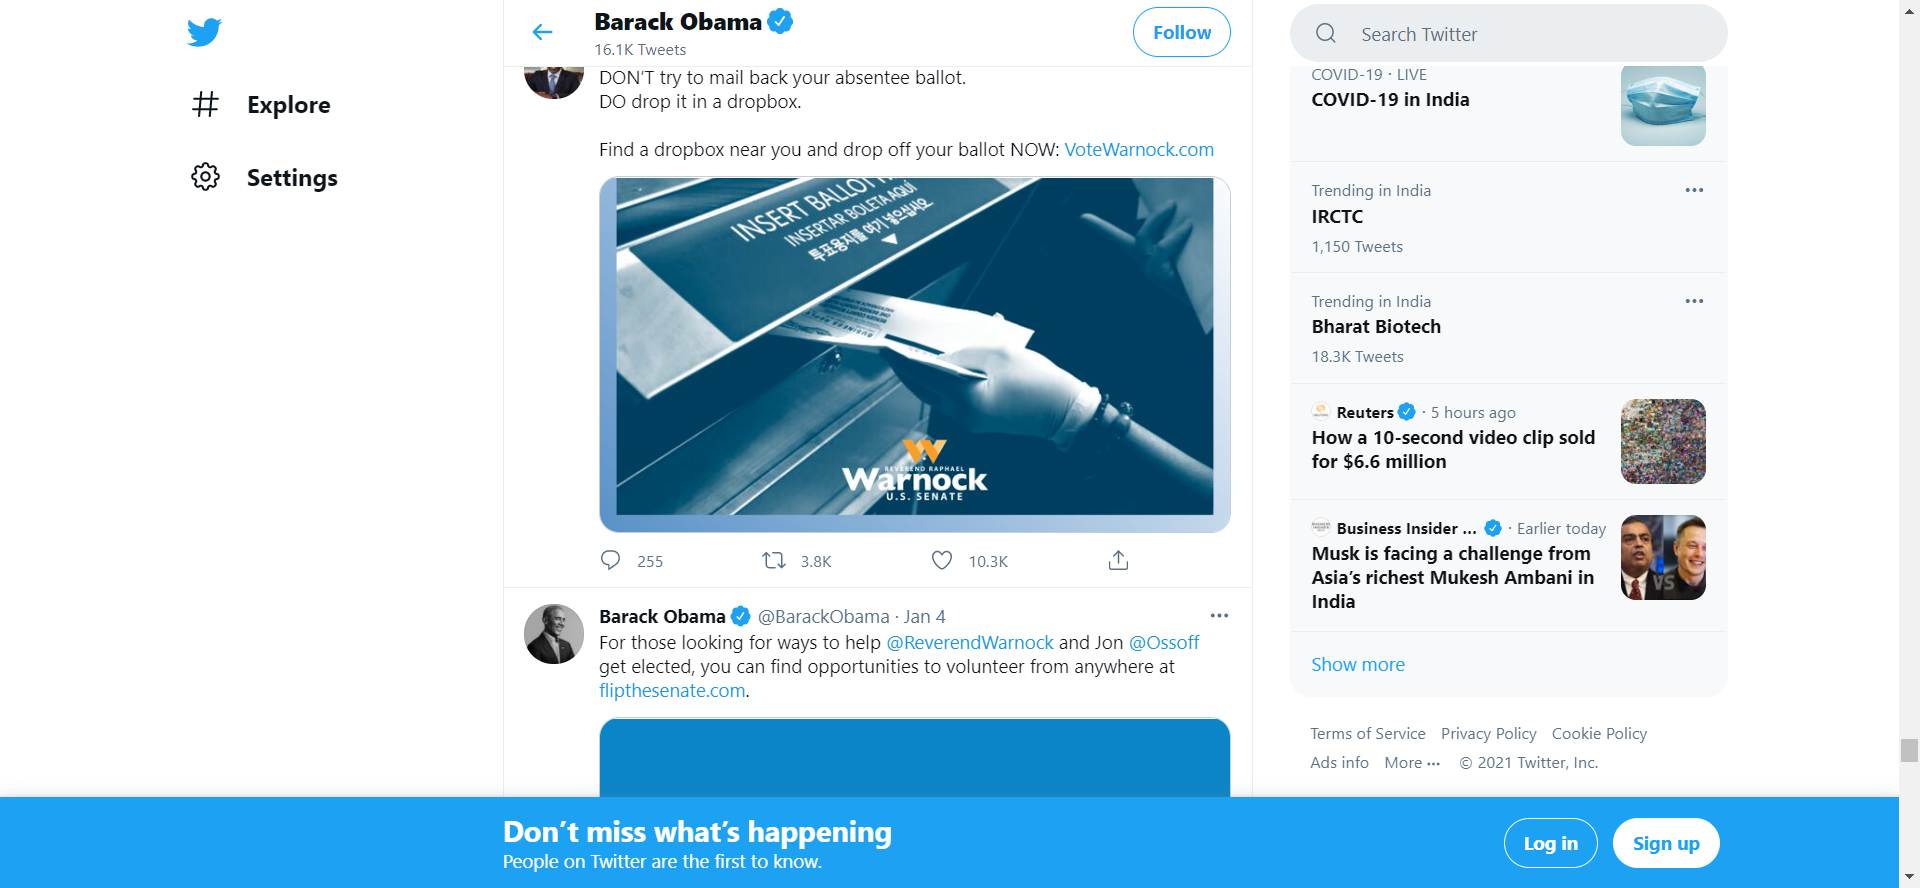 Explore
Settings
Barack Obama
16.1K Tweets
Follow
DON'T try to mail back your absentee ballot.
DO drop it in a dropbox.
Find a dropbox near you and drop off your ballot NOW: VoteWarnock.com
INSERT BALLOT
INSERTAR BOLETA AQUÍ
투표용지를 여기 넣으십시오
W
REVEREND RAPHAEL
Warnock
U.S. SENATE
255
3.8K
10.3K
Barack Obama @BarackObama · Jan 4
For those looking for ways to help @ReverendWarnock and Jon @Ossoff
get elected, you can find opportunities to volunteer from anywhere at
flipthesenate.com.
Search Twitter
COVID-19 · LIVE
COVID-19 in India
Trending in India
IRCTC
1,150 Tweets
Trending in India
Bharat Biotech
18.3K Tweets
Reuters · 5 hours ago
How a 10-second video clip sold
for $6.6 million
Business Insider ... · Earlier today
Musk is facing a challenge from
Asia's richest Mukesh Ambani in
India
VS
Show more
Terms of Service Privacy Policy Cookie Policy
Ads info More ··· © 2021 Twitter, Inc.
Don't miss what's happening
People on Twitter are the first to know.
Log in
Sign up